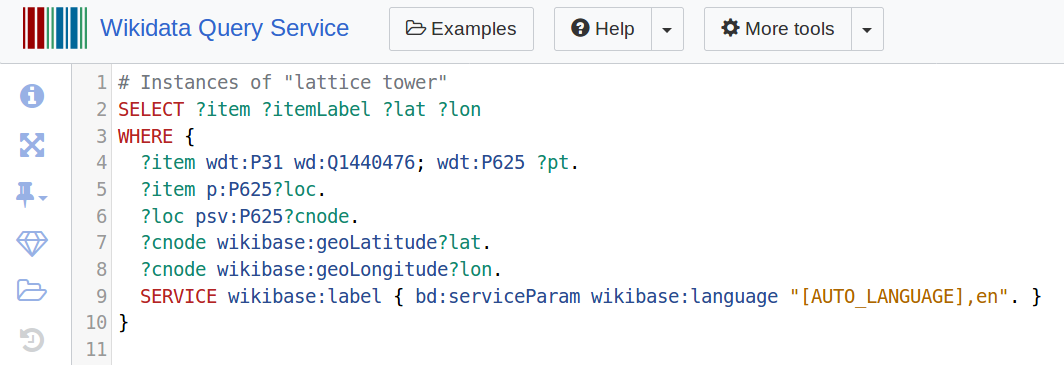 Wikidata Query Service Examples Help More tools
1 # Instances of "lattice tower"
2 SELECT ?item ?itemLabel ?lat ?lon
3 WHERE {
4 ?item wdt:P31 wd:Q1440476; wdt:P625 ?pt.
5 ?item p:P625?loc.
6 ?loc psv:P625?cnode.
7 ?cnode wikibase:geoLatitude?lat.
8 ?cnode wikibase:geoLongitude?lon.
9 SERVICE wikibase:label { bd:serviceParam wikibase:language "[AUTO_LANGUAGE],en". }
10 }
11